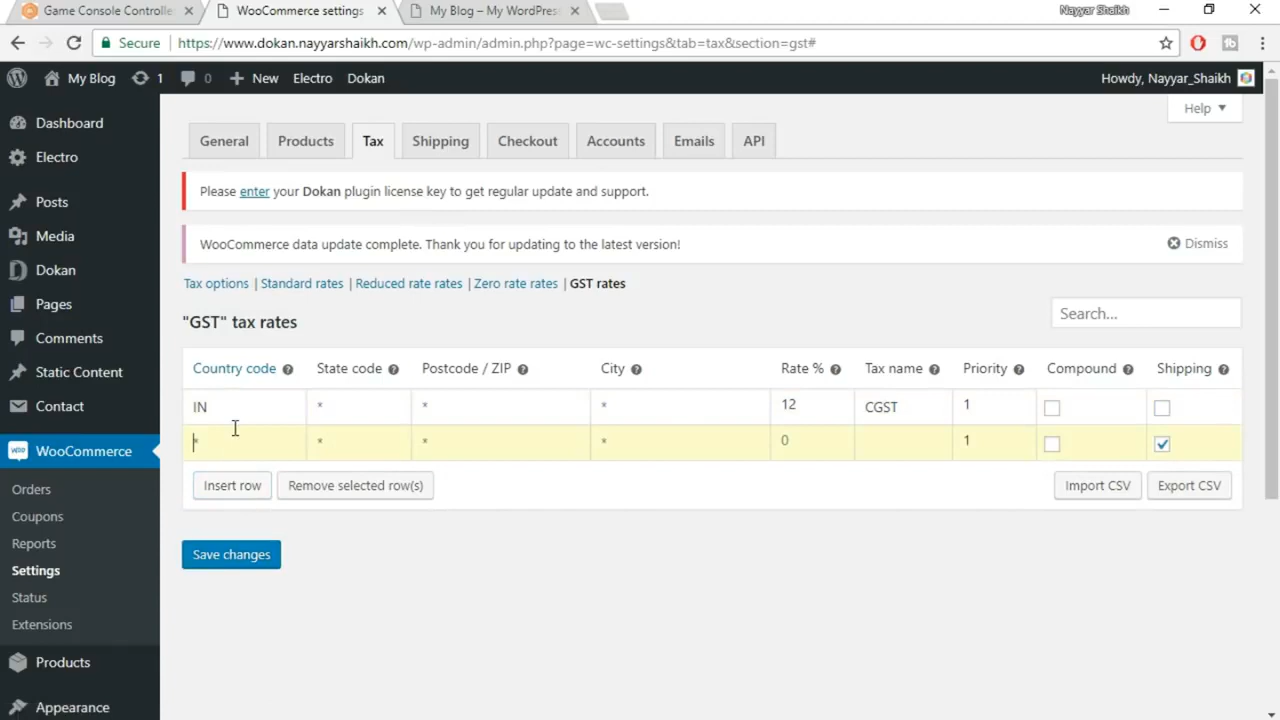 Game Console Controlle
WooCommerce settings
My Blog – My WordPres
Nayyar Shaikh
Secure
https://www.dokan.nayyarshaikh.com/wp-admin/admin.php?page=wc-settings&tab=tax&section=gst#
My Blog
1
0
New
Electro
Dokan
Howdy, Nayyar_Shaikh
Help
Dashboard
Electro
Posts
Media
Dokan
Pages
Comments
Static Content
Contact
WooCommerce
Orders
Coupons
Reports
Settings
Status
Extensions
Products
Appearance
General
Products
Tax
Shipping
Checkout
Accounts
Emails
API
Please enter your Dokan plugin license key to get regular update and support.
WooCommerce data update complete. Thank you for updating to the latest version!
Dismiss
Tax options | Standard rates | Reduced rate rates | Zero rate rates | GST rates
"GST" tax rates
Search...
Country code State code Postcode / ZIP City Rate % Tax name Priority Compound Shipping
IN * * * 12 CGST 1
* * * * 0 1
Insert row
Remove selected row(s)
Import CSV
Export CSV
Save changes